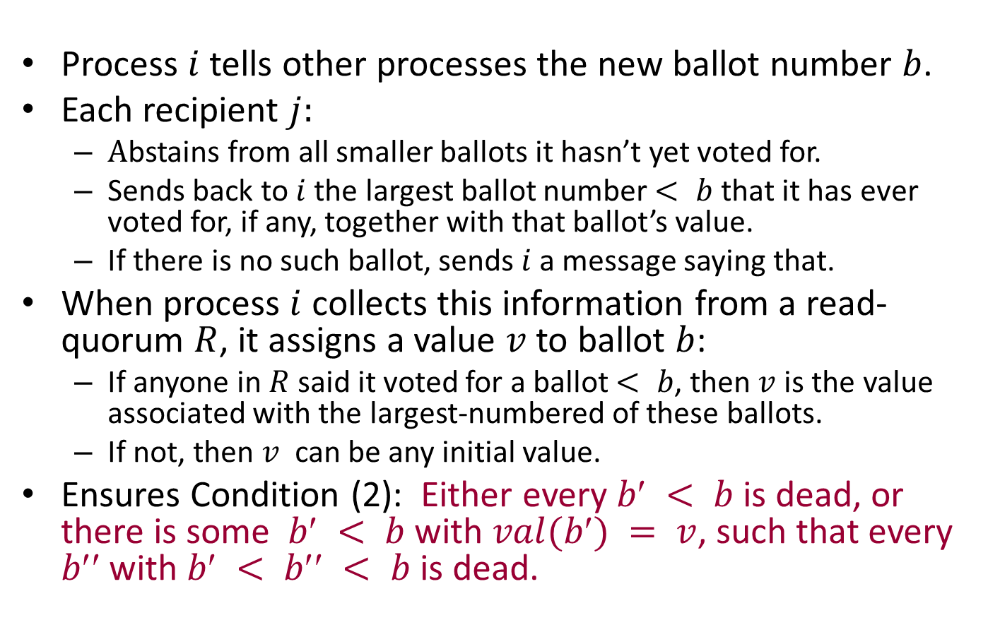 • Process i tells other processes the new ballot number b.
• Each recipient j:
– Abstains from all smaller ballots it hasn’t yet voted for.
– Sends back to i the largest ballot number < b that it has ever
voted for, if any, together with that ballot’s value.
– If there is no such ballot, sends i a message saying that.
• When process i collects this information from a read-
quorum R, it assigns a value v to ballot b:
– If anyone in R said it voted for a ballot < b, then v is the value
associated with the largest-numbered of these ballots.
– If not, then v can be any initial value.
• Ensures Condition (2): Either every b′ < b is dead, or
there is some b′ < b with val(b′) = v, such that every
b′′ with b′ < b′′ < b is dead.